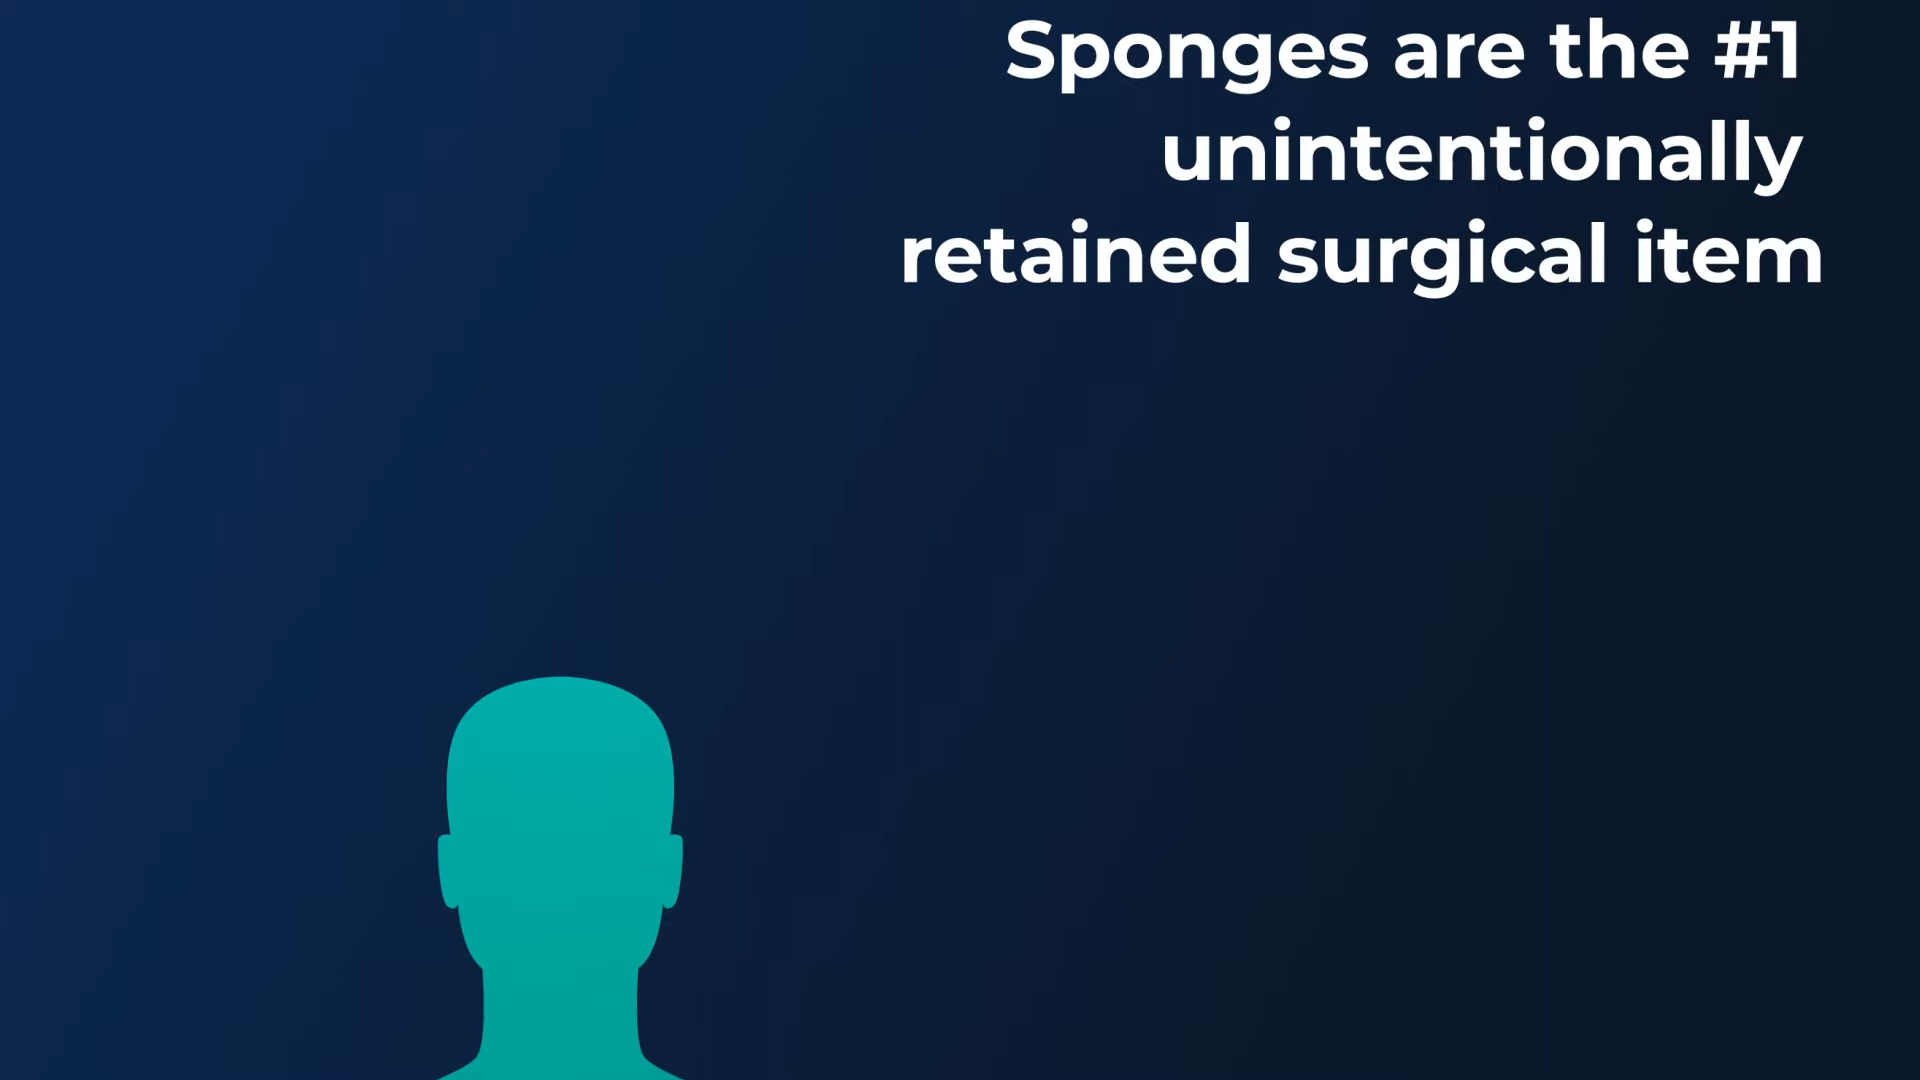 Sponges are the #1
unintentionally
retained surgical item